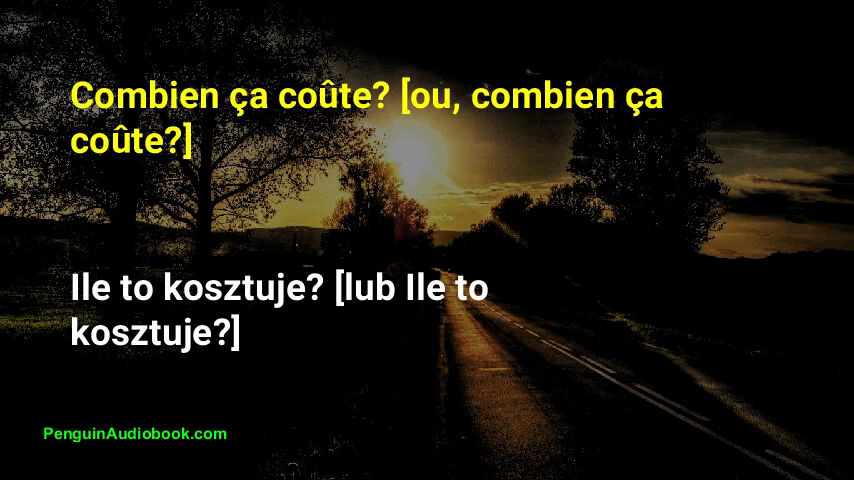 Combien ça coûte? [ou, combien ça
coûte?]
Ile to kosztuje? [lub Ile to
kosztuje?]
PenguinAudiobook.com